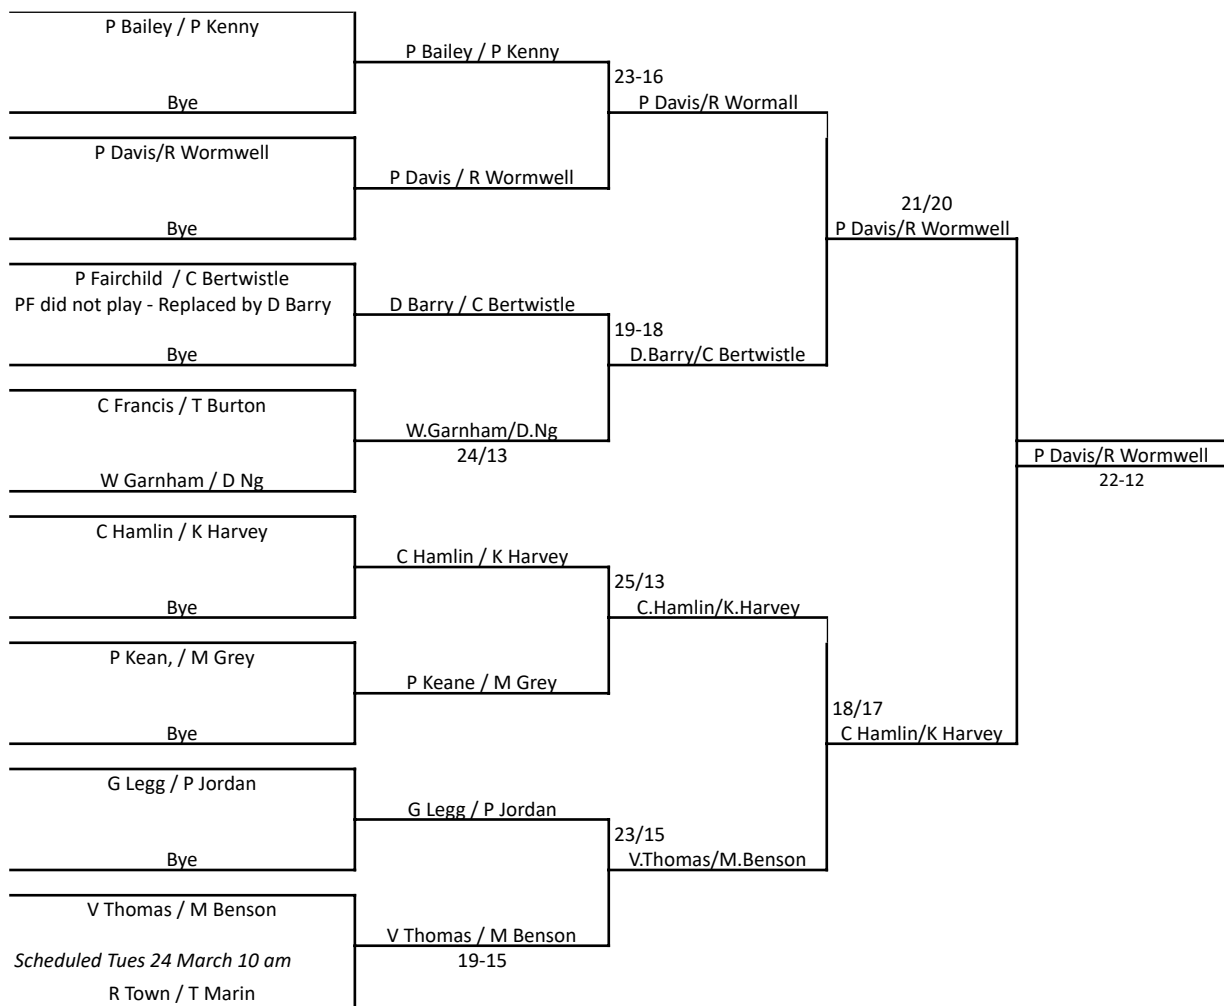 P Bailey / P Kenny
Bye
P Davis/R Wormwell
Bye
P Fairchild / C Bertwistle
PF did not play - Replaced by D Barry
Bye
C Francis / T Burton
W Garnham / D Ng
C Hamlin / K Harvey
Bye
P Kean, / M Grey
Bye
G Legg / P Jordan
Bye
V Thomas / M Benson
Scheduled Tues 24 March 10 am
R Town / T Marin
P Bailey / P Kenny
P Davis / R Wormwell
D Barry / C Bertwistle
W.Garnham/D.Ng
24/13
C Hamlin / K Harvey
P Keane / M Grey
G Legg / P Jordan
V Thomas / M Benson
19-15
23-16
P Davis/R Wormall
19-18
D.Barry/C Bertwistle
25/13
C.Hamlin/K.Harvey
23/15
V.Thomas/M.Benson
21/20
P Davis/R Wormwell
18/17
C Hamlin/K Harvey
P Davis/R Wormwell
22-12